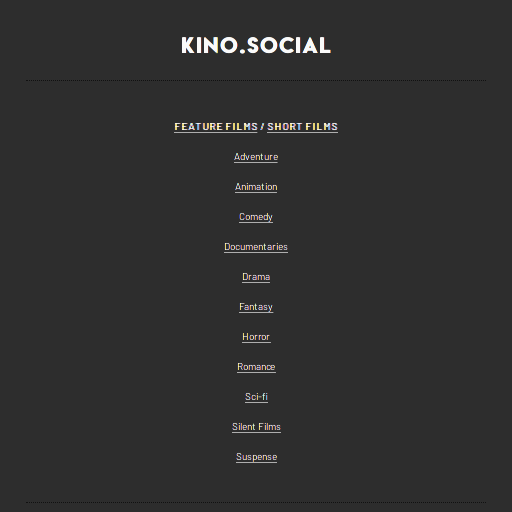 KINO.SOCIAL
FEATURE FILMS / SHORT FILMS
Adventure
Animation
Comedy
Documentaries
Drama
Fantasy
Horror
Romance
Sci-fi
Silent Films
Suspense